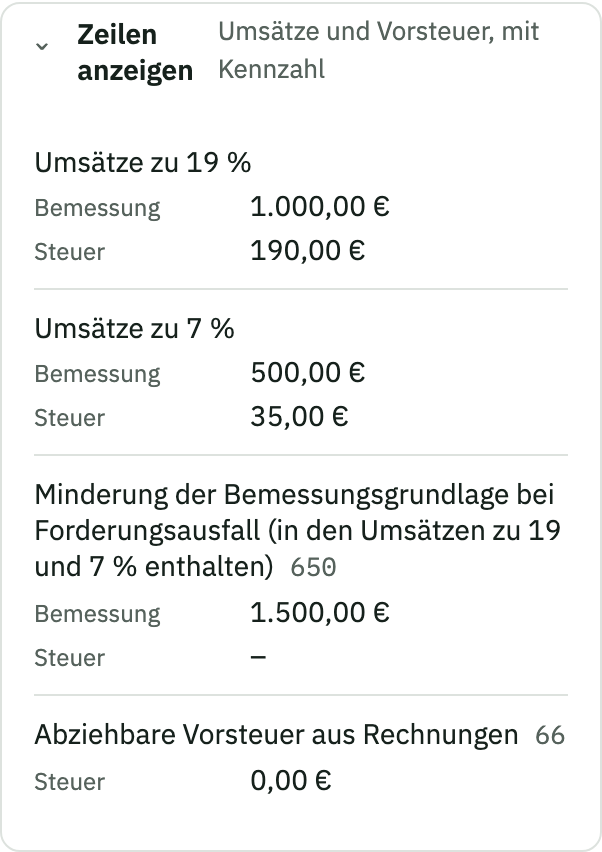 Zeilen anzeigen
Umsätze und Vorsteuer, mit Kennzahl
Umsätze zu 19 %
Bemessung 1.000,00 €
Steuer 190,00 €
Umsätze zu 7 %
Bemessung 500,00 €
Steuer 35,00 €
Minderung der Bemessungsgrundlage bei
Forderungsausfall (in den Umsätzen zu 19
und 7 % enthalten) 650
Bemessung 1.500,00 €
Steuer –
Abziehbare Vorsteuer aus Rechnungen 66
Steuer 0,00 €